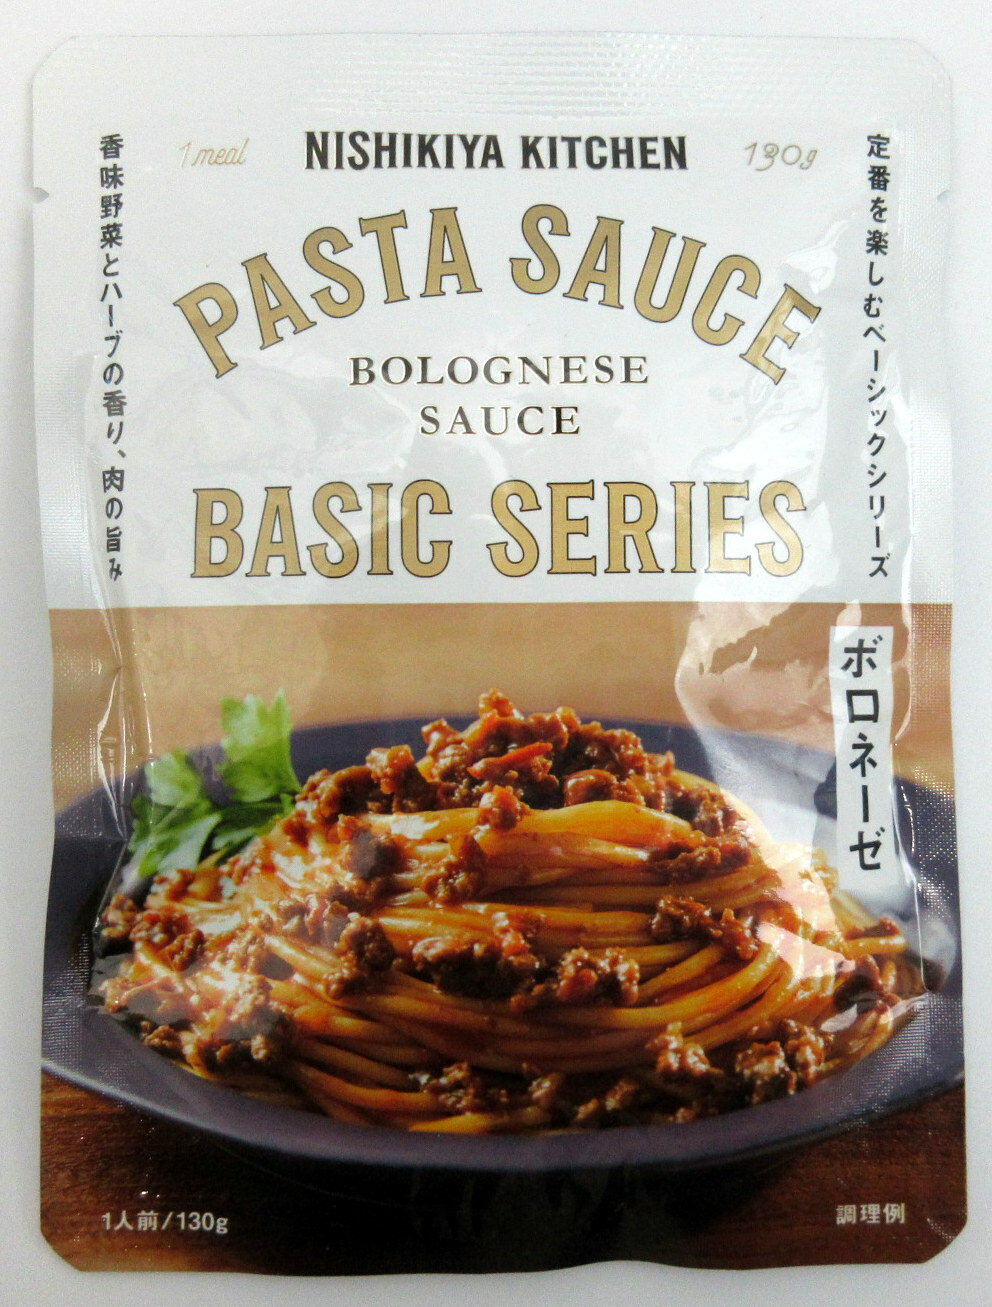 1 meal
NISHIKIYA KITCHEN
130g
PASTA SAUCE
BOLOGNESE
SAUCE
BASIC SERIES
定番を楽しむベーシックシリーズ
香味野菜とハーブの香り、肉の旨み
ボロネーゼ
1人前/130g
調理例